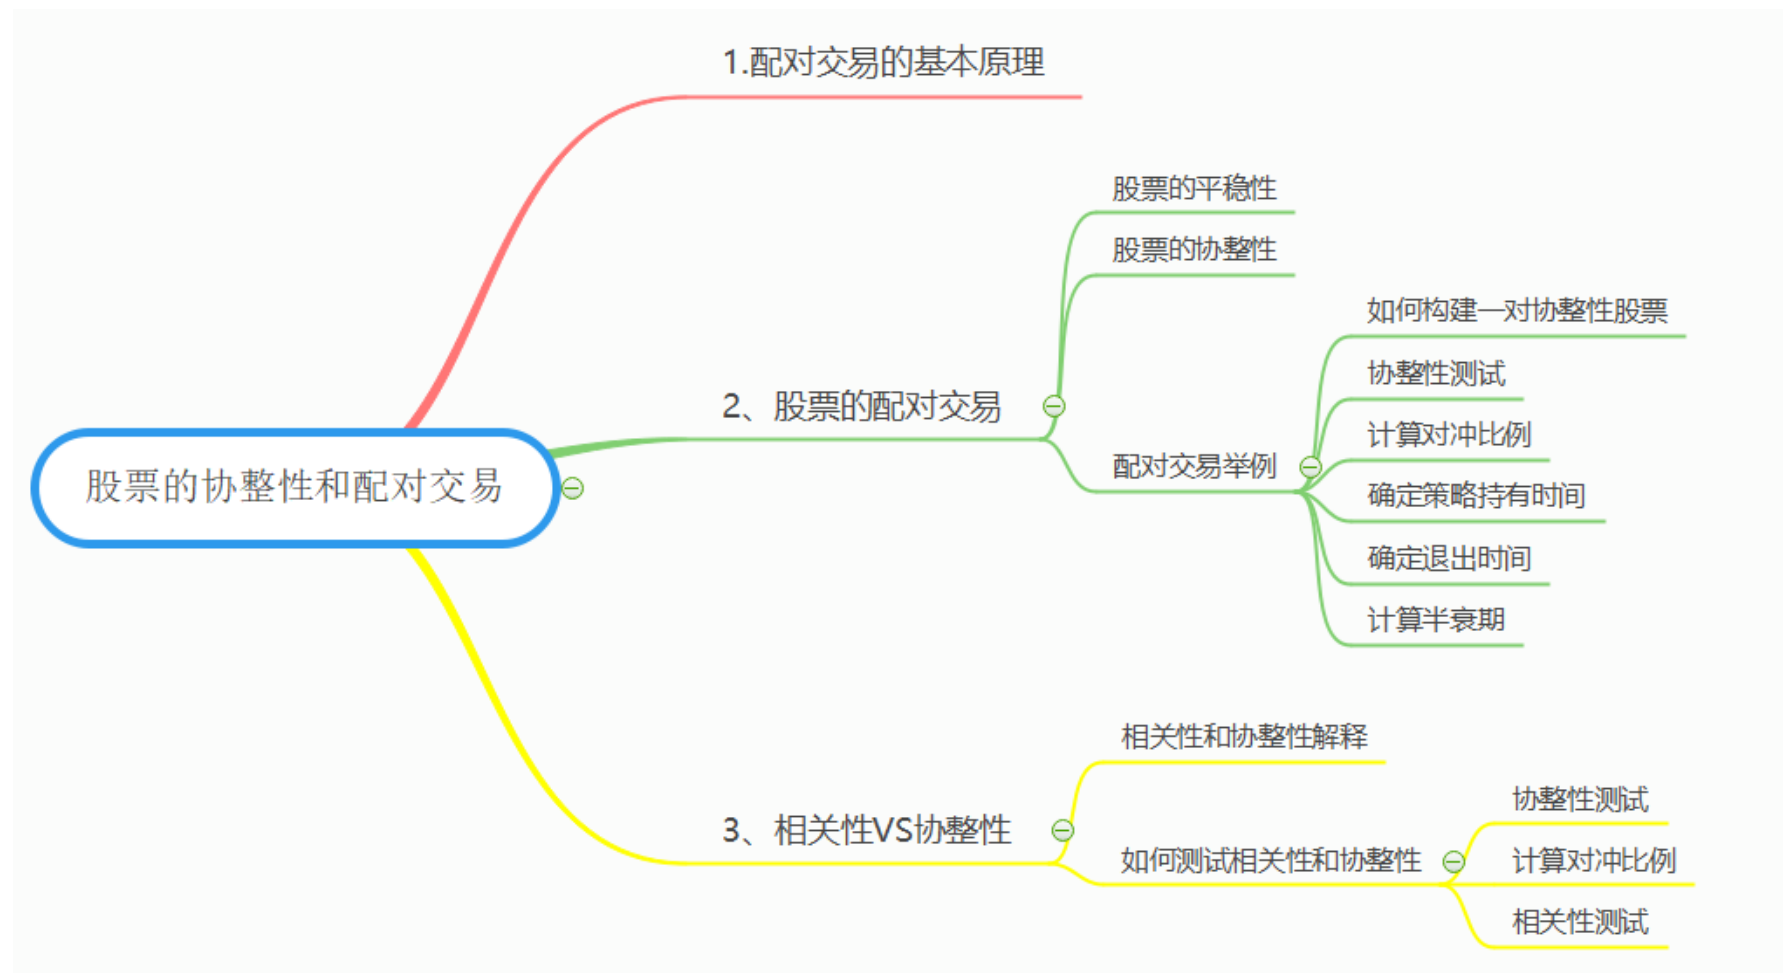 股票的协整性和配对交易
1.配对交易的基本原理
2、股票的配对交易
股票的平稳性
股票的协整性
配对交易举例
如何构建一对协整性股票
协整性测试
计算对冲比例
确定策略持有时间
确定退出时间
计算半衰期
3、相关性VS协整性
相关性和协整性解释
如何测试相关性和协整性
协整性测试
计算对冲比例
相关性测试